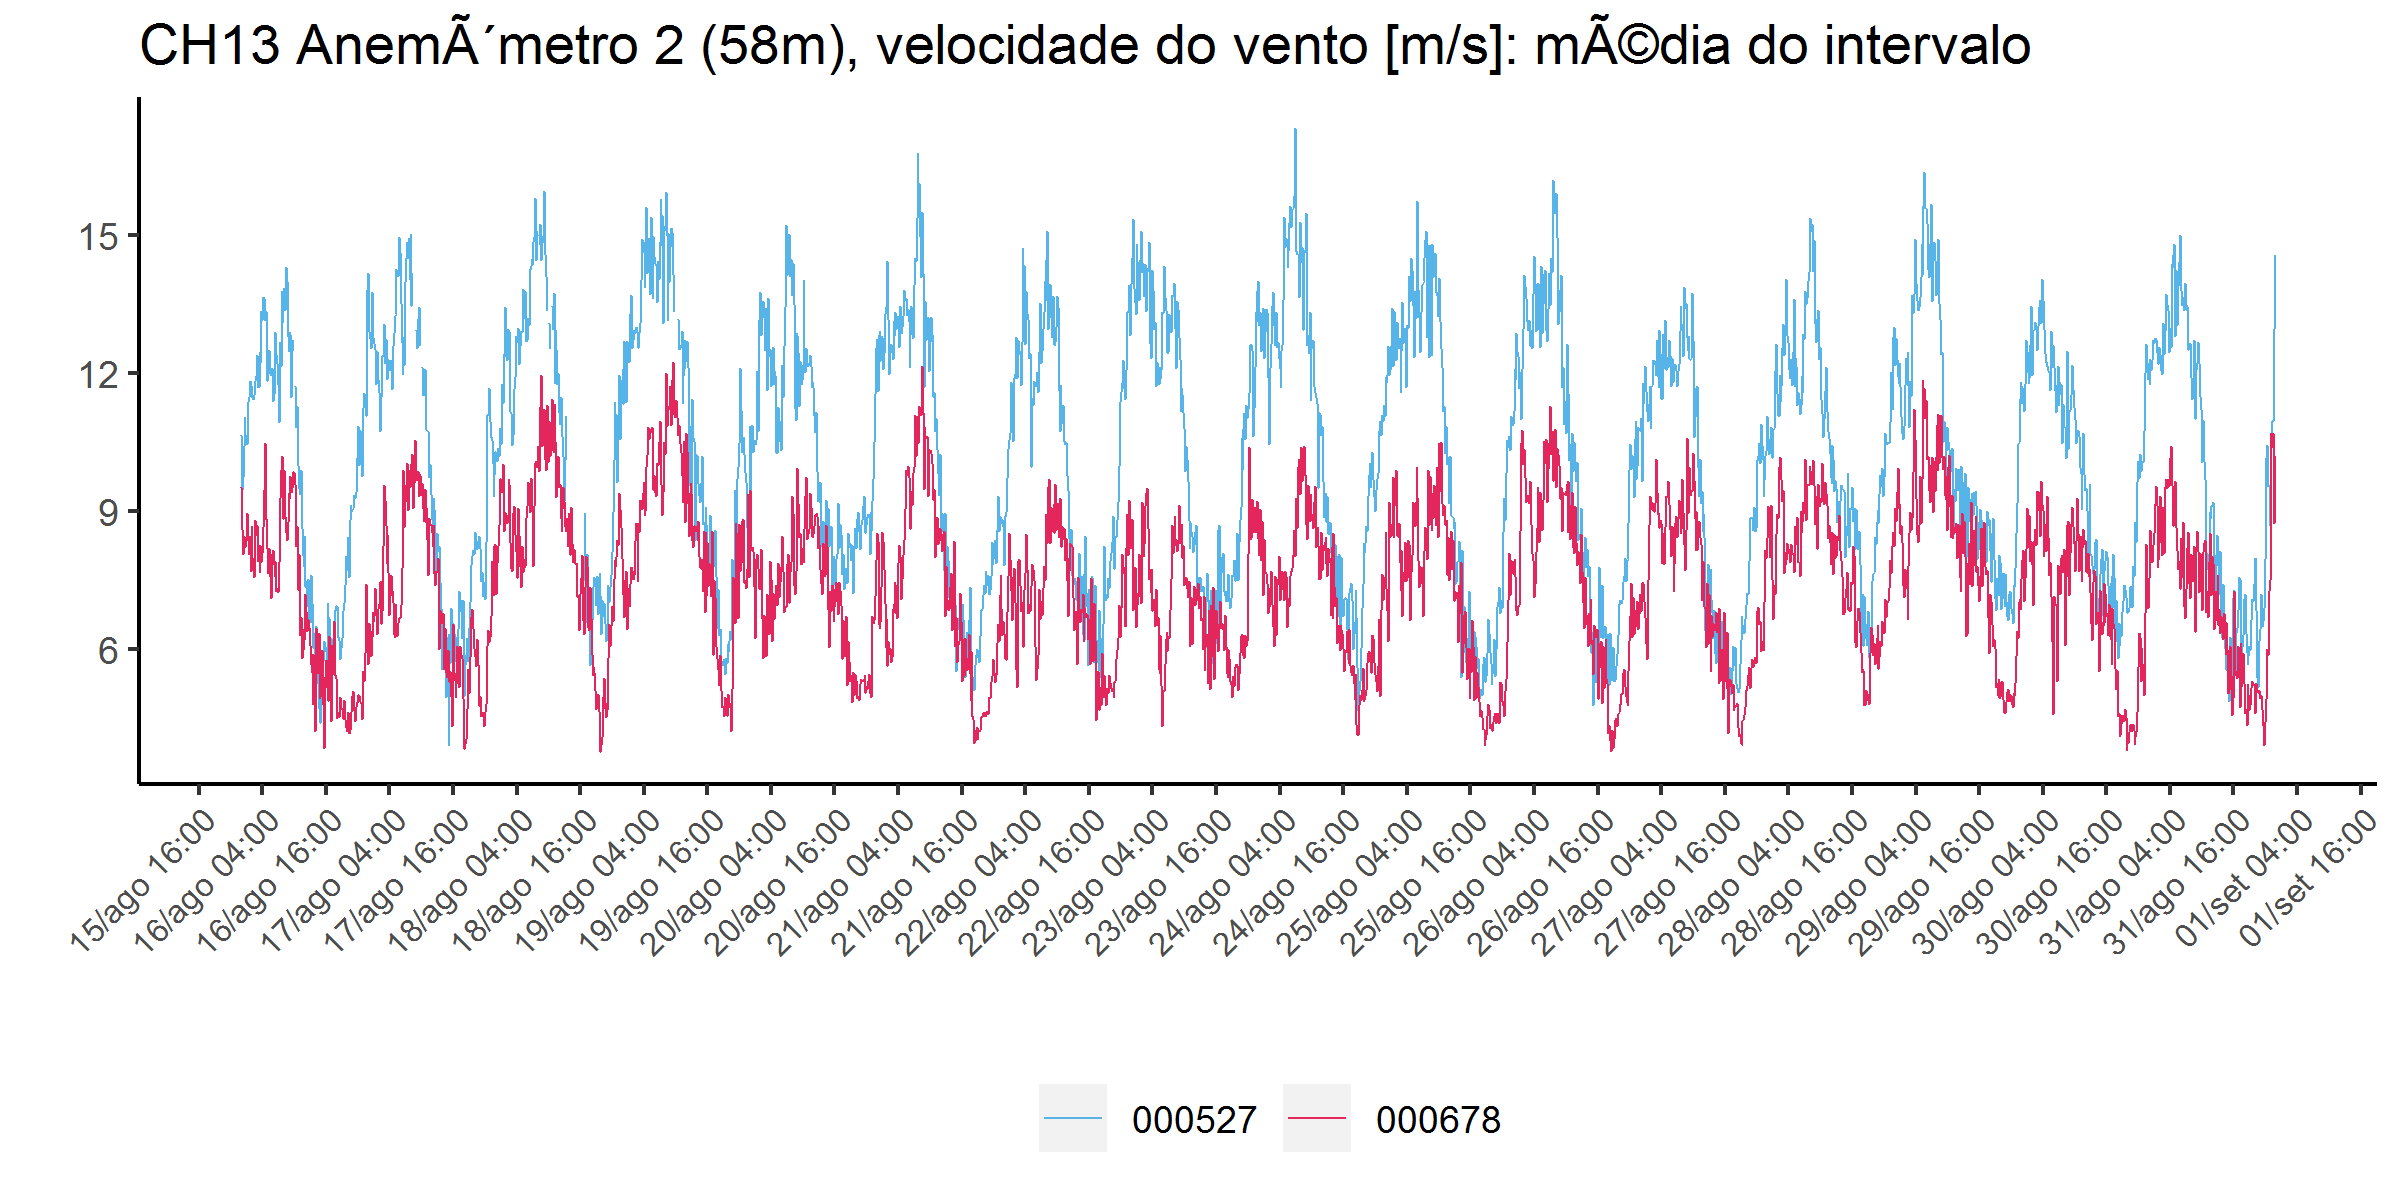 CH13 AnemÃ´metro 2 (58m), velocidade do vento [m/s]: mÃ©dia do intervalo
15
12
9
6
15/ago 16:00
16/ago 04:00
16/ago 16:00
17/ago 04:00
17/ago 16:00
18/ago 04:00
18/ago 16:00
19/ago 04:00
19/ago 16:00
20/ago 04:00
20/ago 16:00
21/ago 04:00
21/ago 16:00
22/ago 04:00
22/ago 16:00
23/ago 04:00
23/ago 16:00
24/ago 04:00
24/ago 16:00
25/ago 04:00
25/ago 16:00
26/ago 04:00
26/ago 16:00
27/ago 04:00
27/ago 16:00
28/ago 04:00
28/ago 16:00
29/ago 04:00
29/ago 16:00
30/ago 04:00
30/ago 16:00
31/ago 04:00
31/ago 16:00
01/set 04:00
01/set 16:00
000527
000678